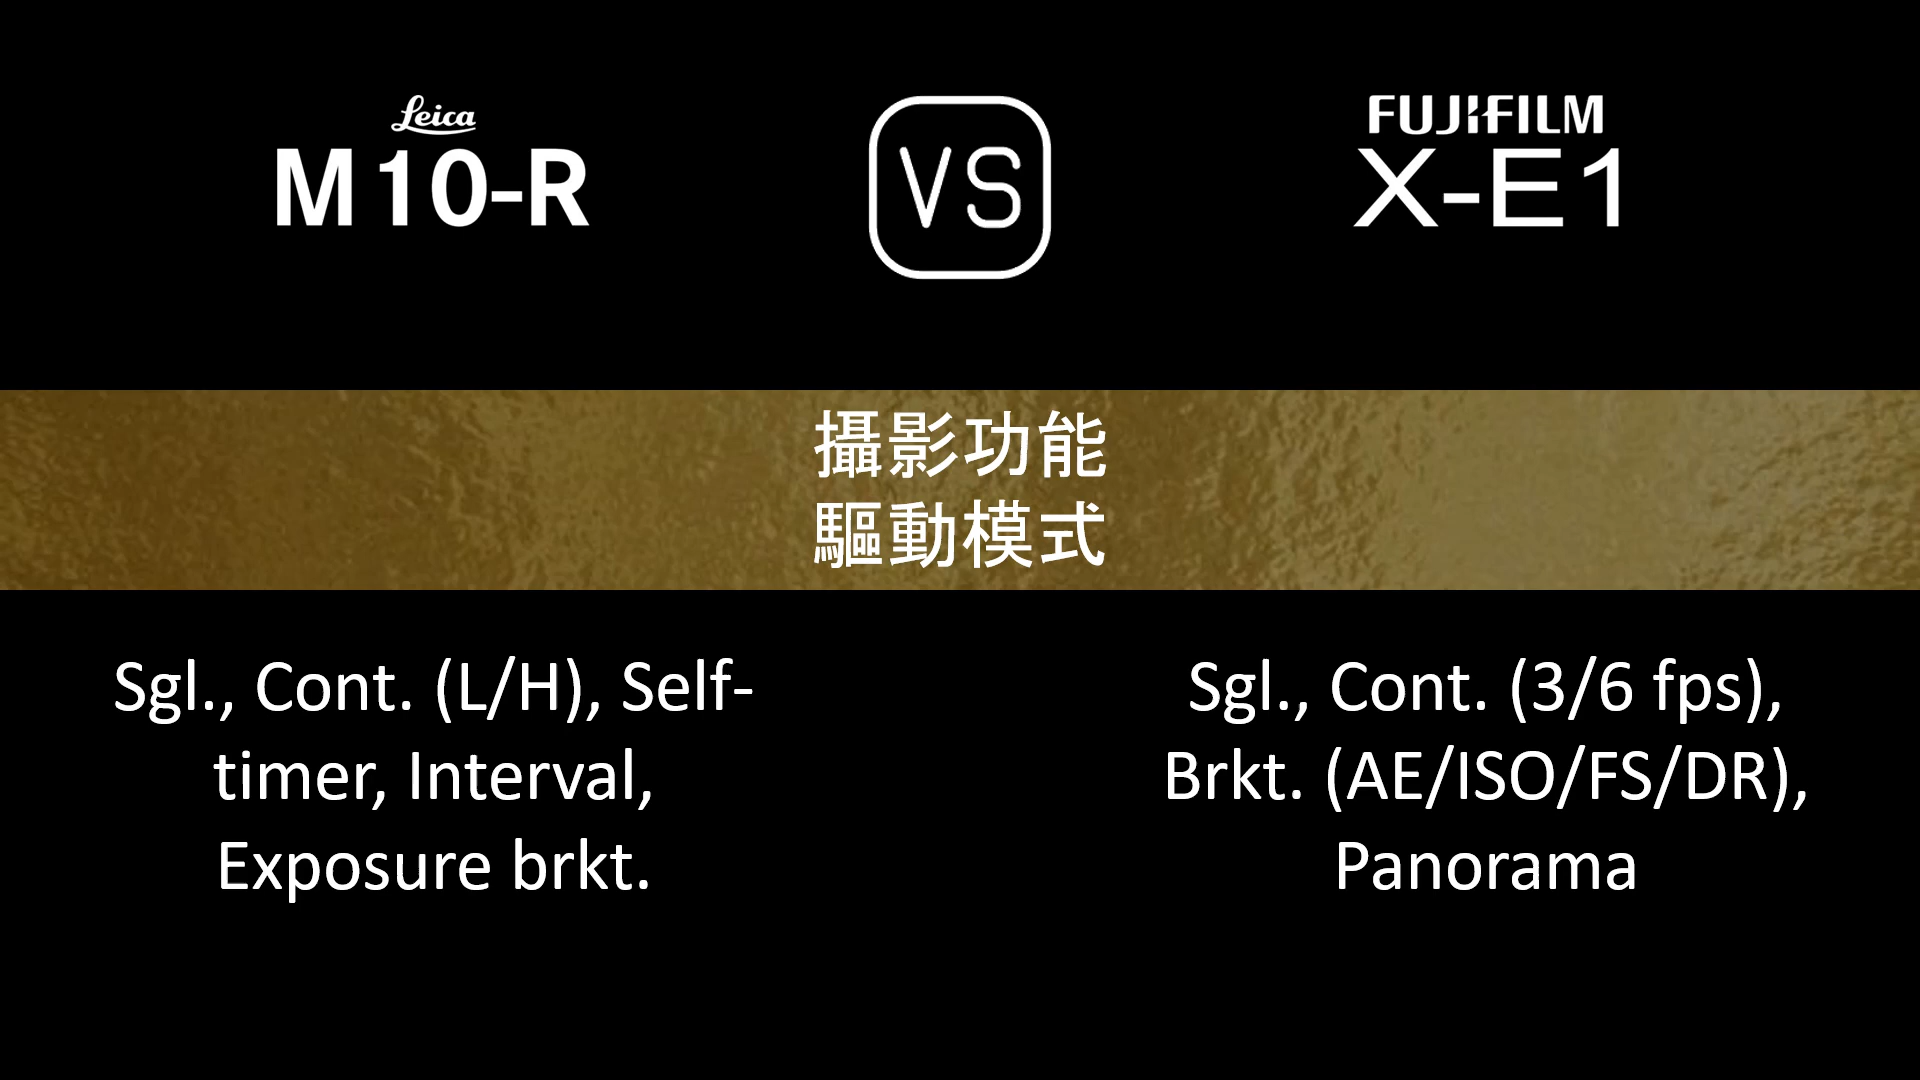 Leica
M10-R
VS
FUJIFILM
X-E1
攝影功能
驅動模式
Sgl., Cont. (L/H), Self-
timer, Interval,
Exposure brkt.
Sgl., Cont. (3/6 fps),
Brkt. (AE/ISO/FS/DR),
Panorama